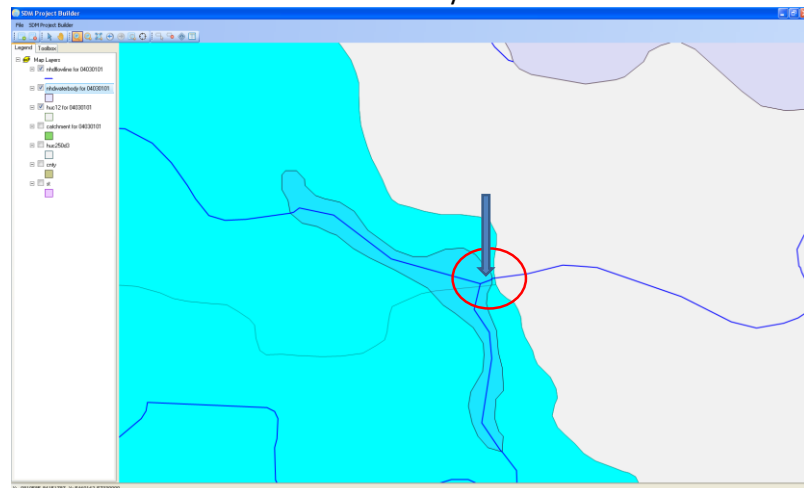 SDM Project Builder
File SDM Project Builder
Legend Toolbox
Map Layers
nhdflowline for 04030101
nhdwaterbody for 04030101
huc12 for 04030101
catchment for 04030101
huc250d3
cnty
st